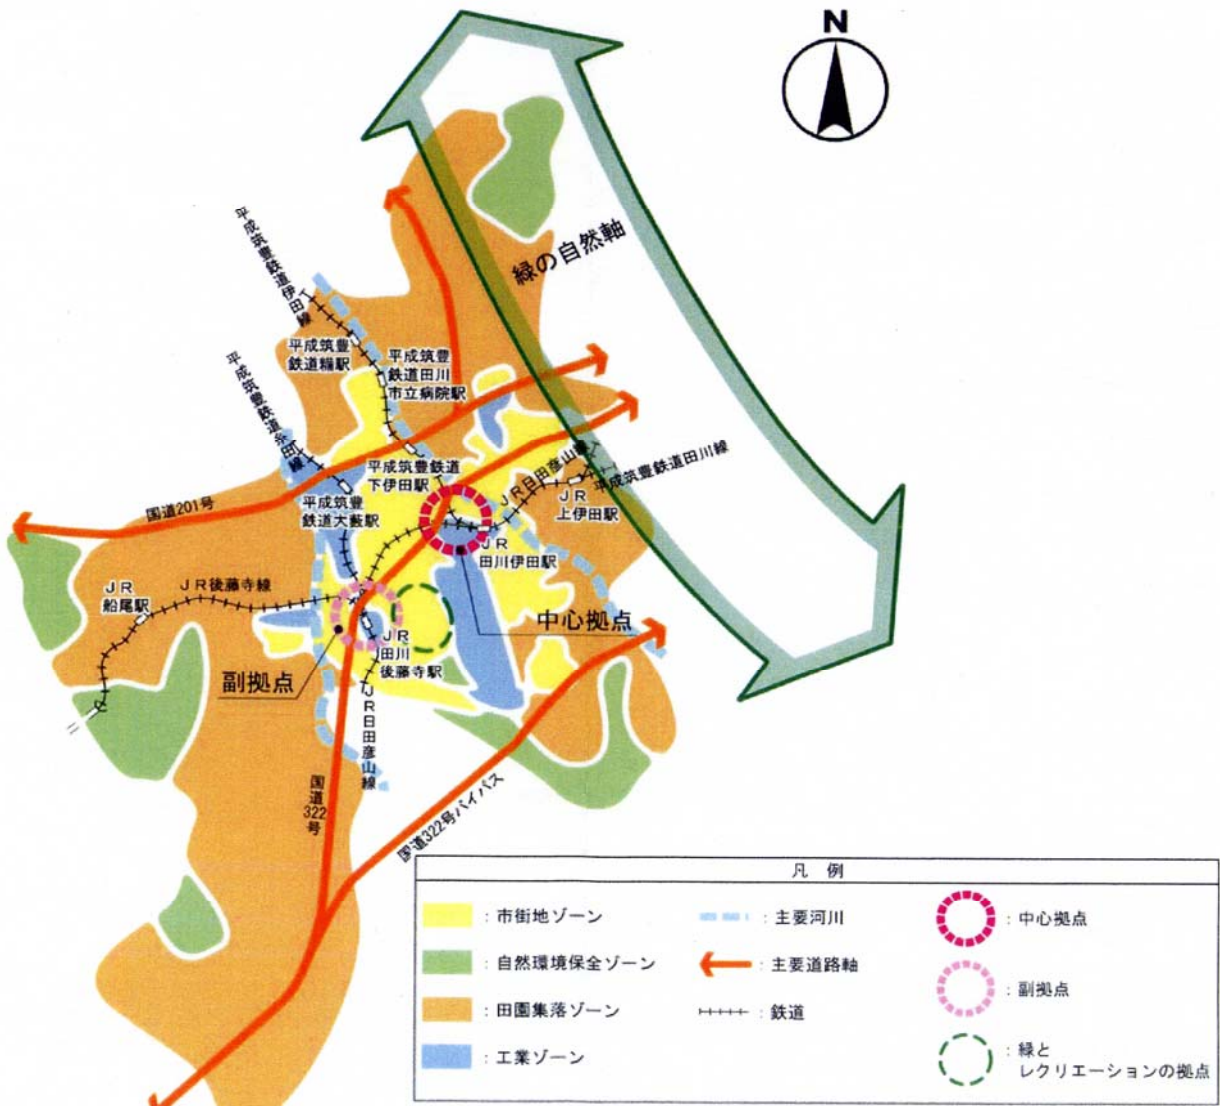 N
緑の自然軸
平成筑豊鉄道伊田線
平成筑豊
鉄道糒駅
平成筑豊
鉄道田川
市立病院駅
平成筑豊鉄道糸田線
平成筑豊鉄道
下伊田駅
JR日田彦山線
平成筑豊鉄道田川線
国道201号
平成筑豊
鉄道大藪駅
JR
上伊田駅
JR
田川伊田駅
JR
船尾駅
JR後藤寺線
中心拠点
JR
田川
後藤寺駅
副拠点
JR日田彦山線
国道322号
国道322号バイパス
凡例
:市街地ゾーン
:自然環境保全ゾーン
:田園集落ゾーン
:工業ゾーン
:主要河川
:主要道路軸
:鉄道
:中心拠点
:副拠点
:緑と
レクリエーションの拠点